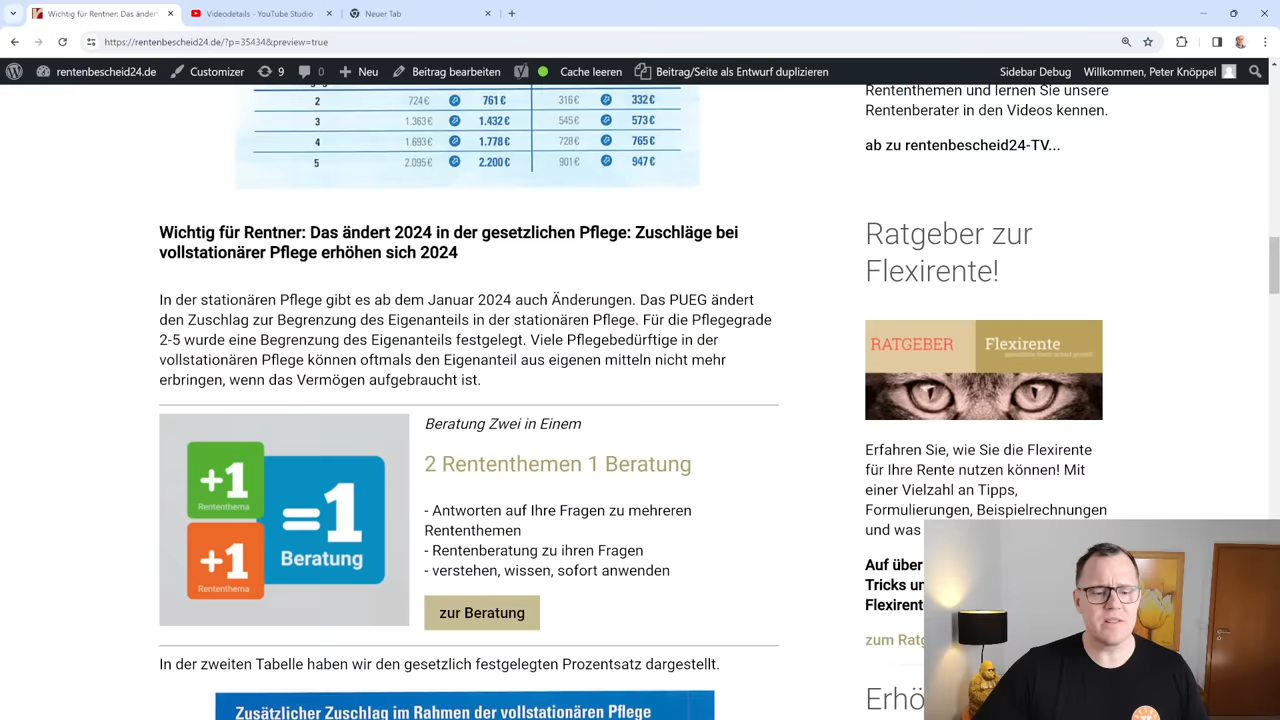 Wichtig für Rentner: Das änder
Videodetails - YouTube Studio
Neuer Tab
https://rentenbescheid24.de/?p=35434&preview=true
rentenbescheid24.de
Customizer
9
0
Neu
Beitrag bearbeiten
Cache leeren
Beitrag/Seite als Entwurf duplizieren
Sidebar Debug
Willkommen, Peter Knöppel
2 724 € 761 € 316 € 332 €
3 1.363 € 1.432 € 545 € 573 €
4 1.693 € 1.778 € 728 € 765 €
5 2.095 € 2.200 € 901 € 947 €
Wichtig für Rentner: Das ändert 2024 in der gesetzlichen Pflege: Zuschläge bei
vollstationärer Pflege erhöhen sich 2024
In der stationären Pflege gibt es ab dem Januar 2024 auch Änderungen. Das PUEG ändert
den Zuschlag zur Begrenzung des Eigenanteils in der stationären Pflege. Für die Pflegegrade
2-5 wurde eine Begrenzung des Eigenanteils festgelegt. Viele Pflegebedürftige in der
vollstationären Pflege können oftmals den Eigenanteil aus eigenen mitteln nicht mehr
erbringen, wenn das Vermögen aufgebraucht ist.
+1
Rententhema
+1
Rententhema
=1
Beratung
Beratung Zwei in Einem
2 Rententhemen 1 Beratung
- Antworten auf Ihre Fragen zu mehreren
Rententhemen
- Rentenberatung zu ihren Fragen
- verstehen, wissen, sofort anwenden
zur Beratung
In der zweiten Tabelle haben wir den gesetzlich festgelegten Prozentsatz dargestellt.
Zusätzlicher Zuschlag im Rahmen der vollstationären Pflege
Rententhemen und lernen Sie unsere
Rentenberater in den Videos kennen.
ab zu rentenbescheid24-TV...
Ratgeber zur
Flexirente!
RATGEBER
Flexirente
Erfahren Sie, wie Sie die Flexirente
für Ihre Rente nutzen können! Mit
einer Vielzahl an Tipps,
Formulierungen, Beispielrechnungen
und was
Auf über
Tricks ur
Flexirent
zum Ratg
Erhö